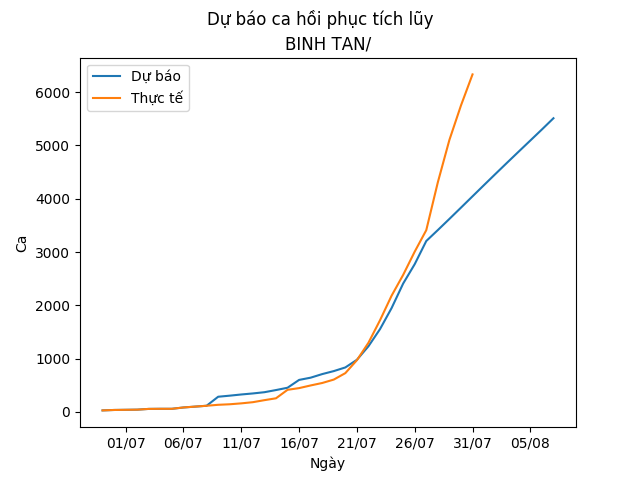 Dự báo ca hồi phục tích lũy
BINH TAN/
Dự báo
Thực tế
Ca
6000
5000
4000
3000
2000
1000
0
01/07 06/07 11/07 16/07 21/07 26/07 31/07 05/08
Ngày